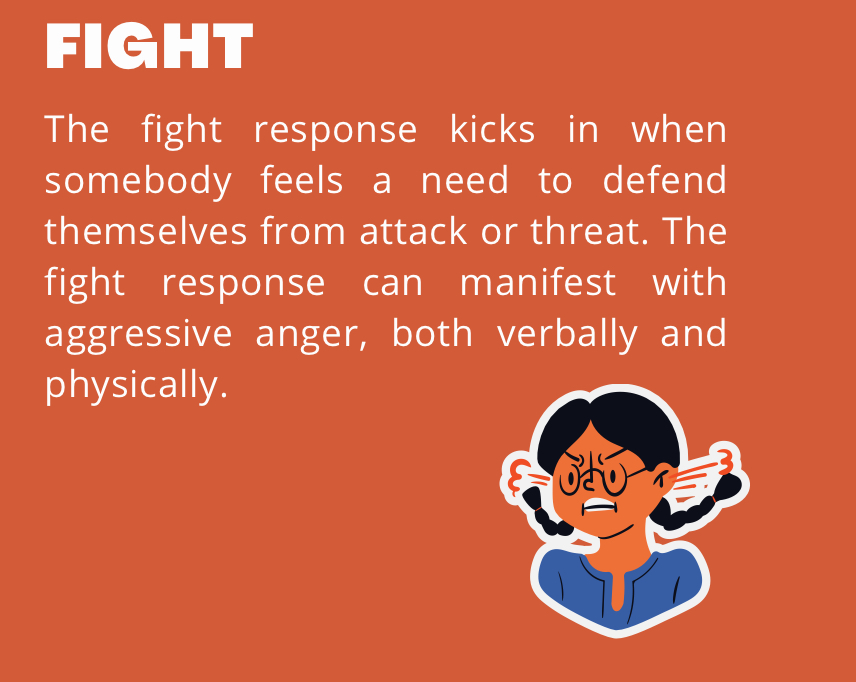 FIGHT
The fight response kicks in when
somebody feels a need to defend
themselves from attack or threat. The
fight response can manifest with
aggressive anger, both verbally and
physically.